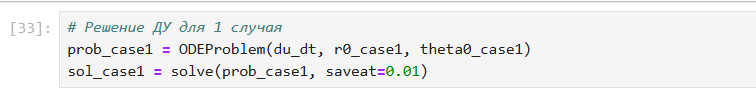 [33]:
# Решение ДУ для 1 случая
prob_case1 = ODEProblem(du_dt, r0_case1, theta0_case1)
sol_case1 = solve(prob_case1, saveat=0.01)